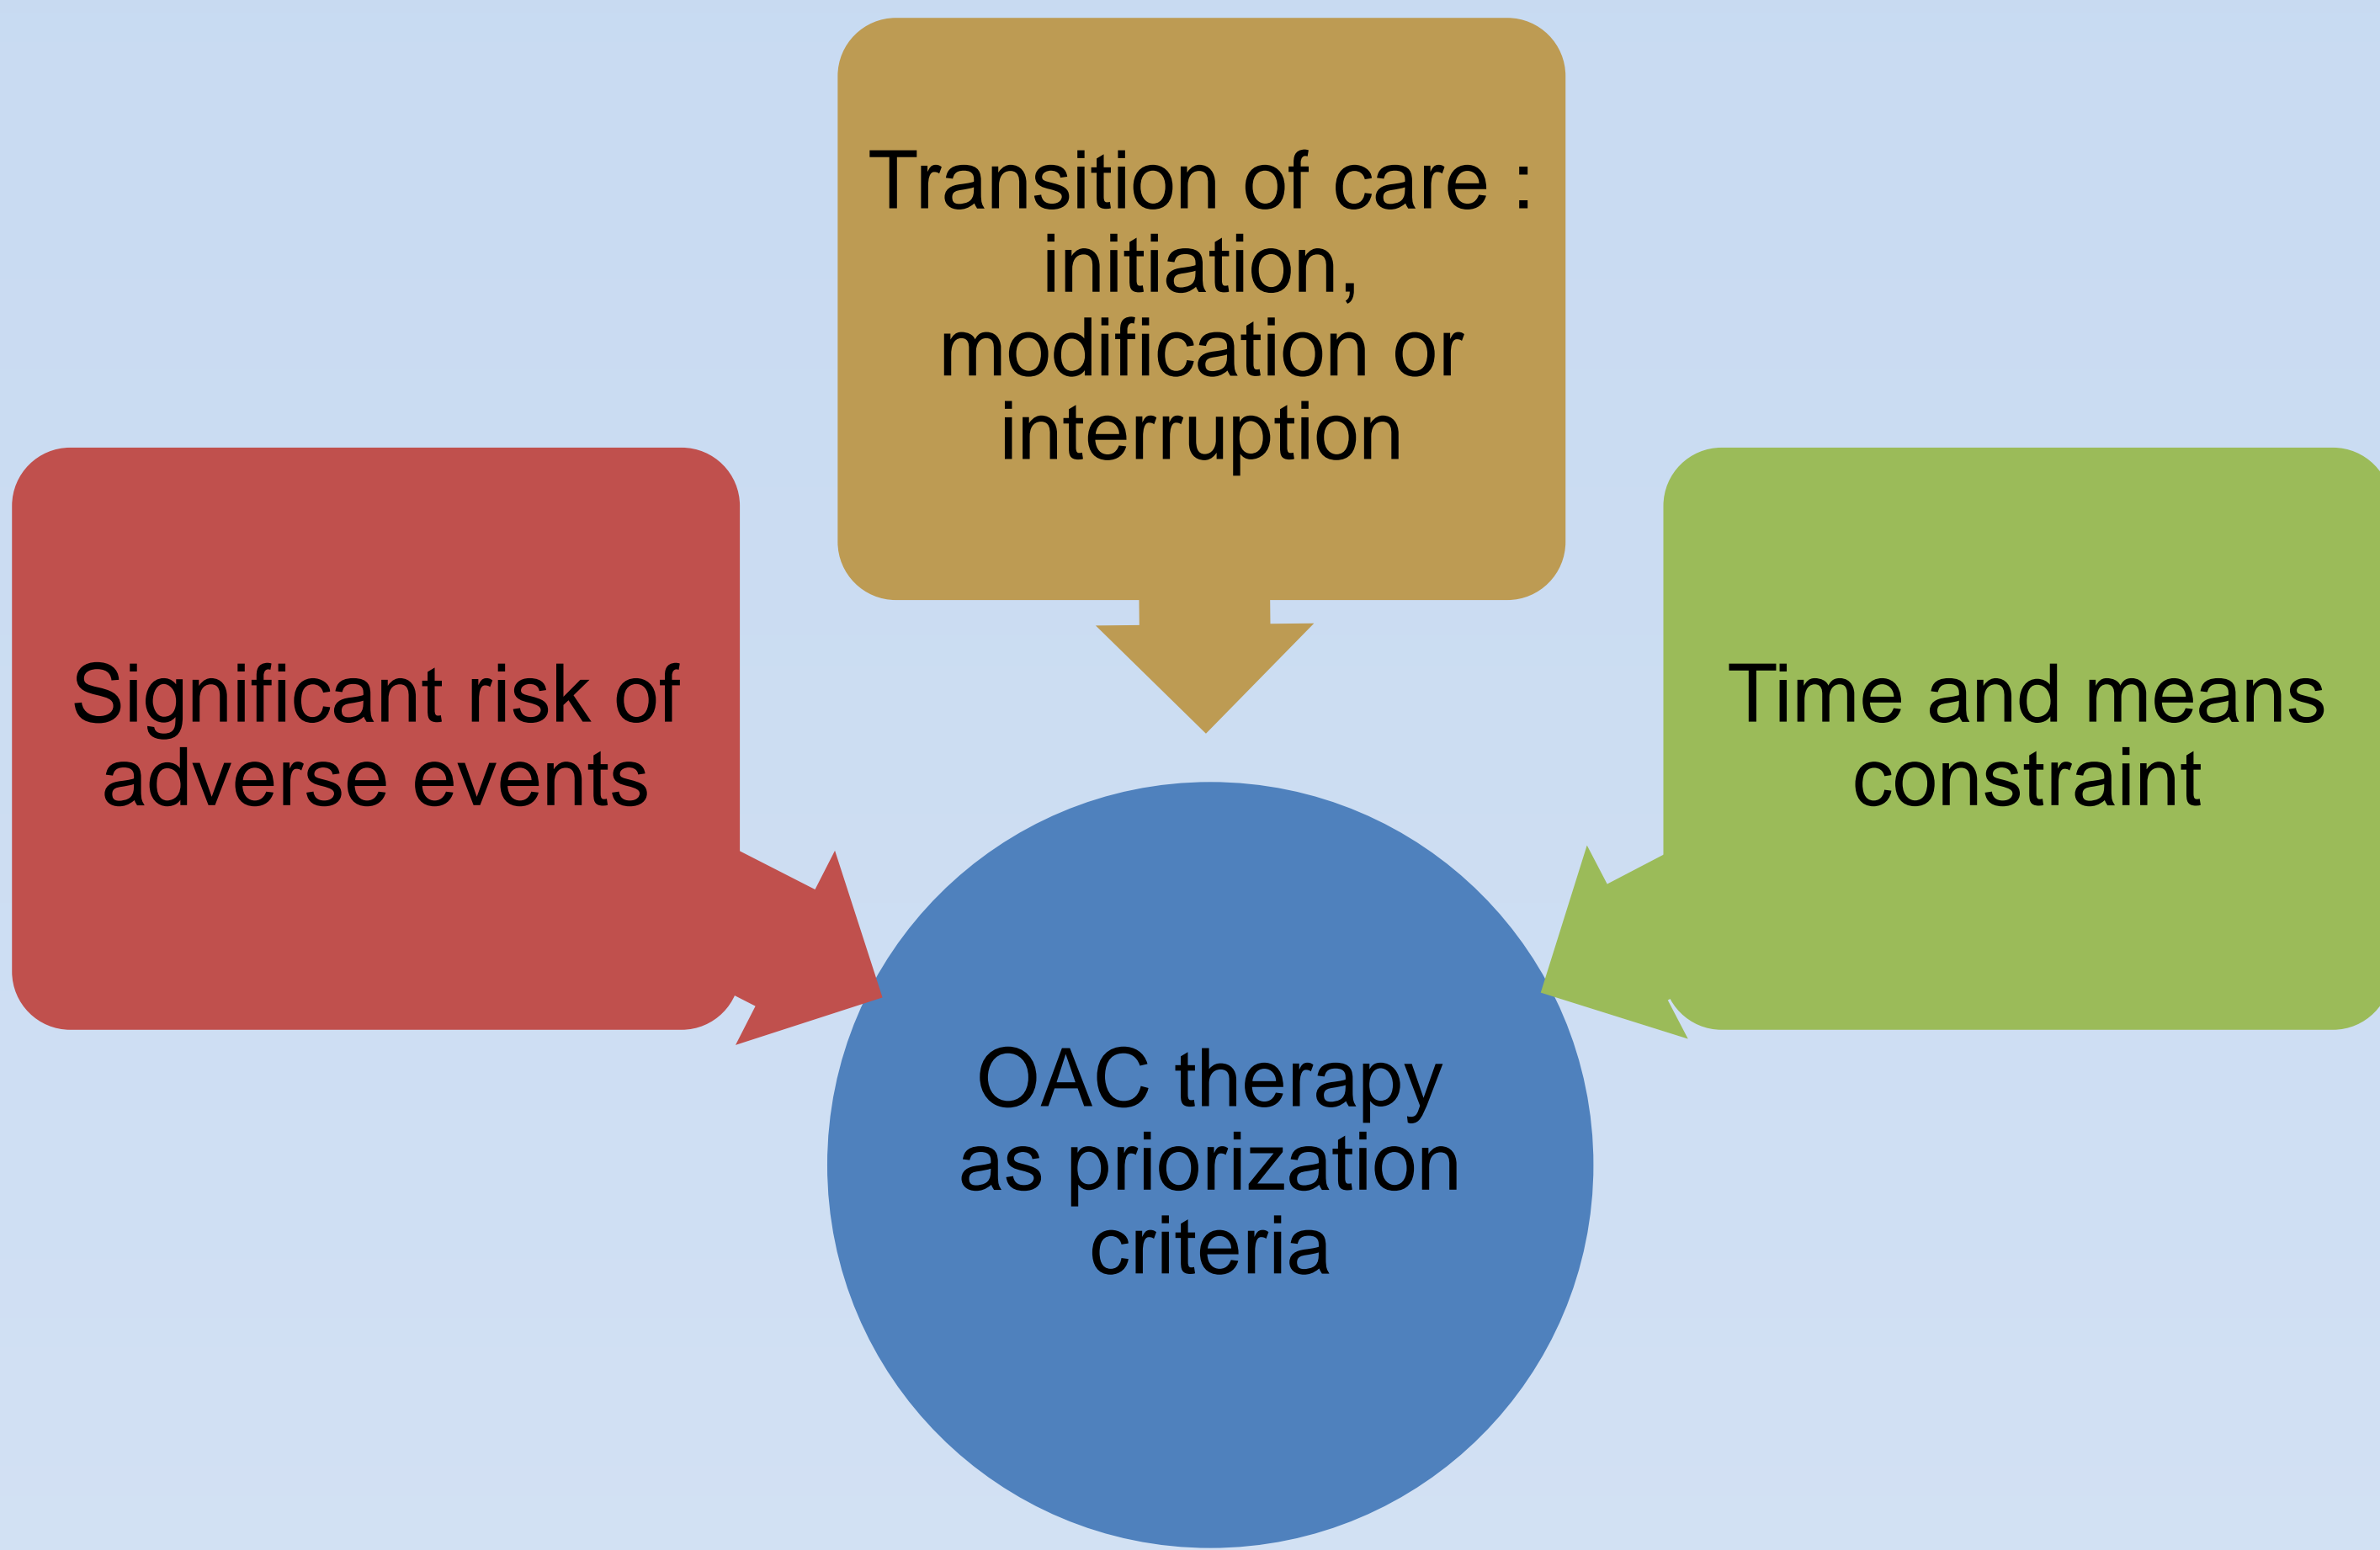 Transition of care :
initiation,
modification or
interruption
Significant risk of
adverse events
Time and means
constraint
OAC therapy
as priorization
criteria